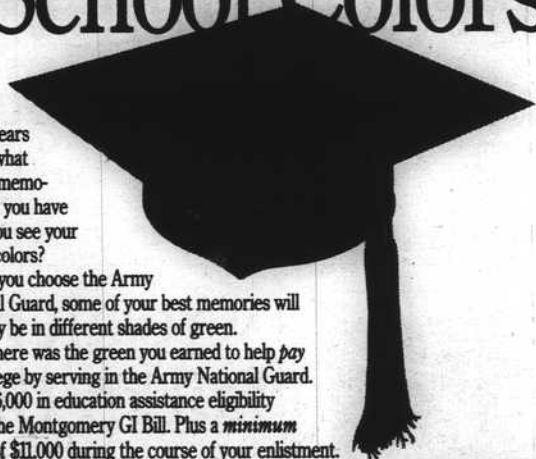 School Colors
ears
what
memo-
you have
ou see your
colors?
you choose the Army
l Guard, some of your best memories will
y be in different shades of green.
here was the green you earned to help pay
ege by serving in the Army National Guard.
,000 in education assistance eligibility
he Montgomery GI Bill. Plus a minimum
of $11,000 during the course of your enlistment.